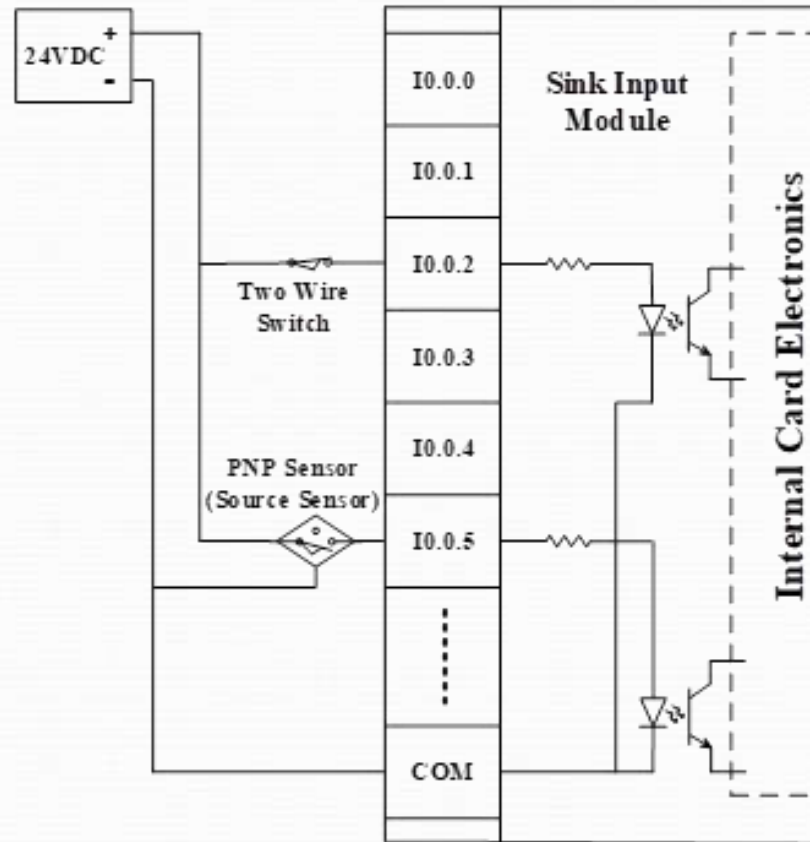 +
24VDC
-
I0.0.0
I0.0.1
I0.0.2
I0.0.3
I0.0.4
I0.0.5
COM
Two Wire
Switch
PNP Sensor
(Source Sensor)
Sink Input
Module
Internal Card Electronics